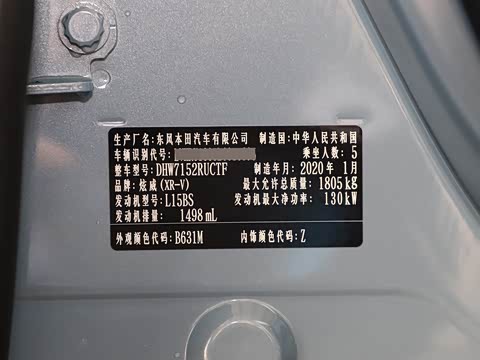 生产厂名:东风本田汽车有限公司 制造国:中华人民共和国
车辆识别代号: 乘坐人数:5
整车型号:DHW7152RUCTF 制造年月:2020年1月
品牌:炫威(XR-V) 最大允许总质量:1805kg
发动机型号:L15BS 发动机最大净功率:130kW
发动机排量:1498mL
外观颜色代码:B631M 内饰颜色代码:Z